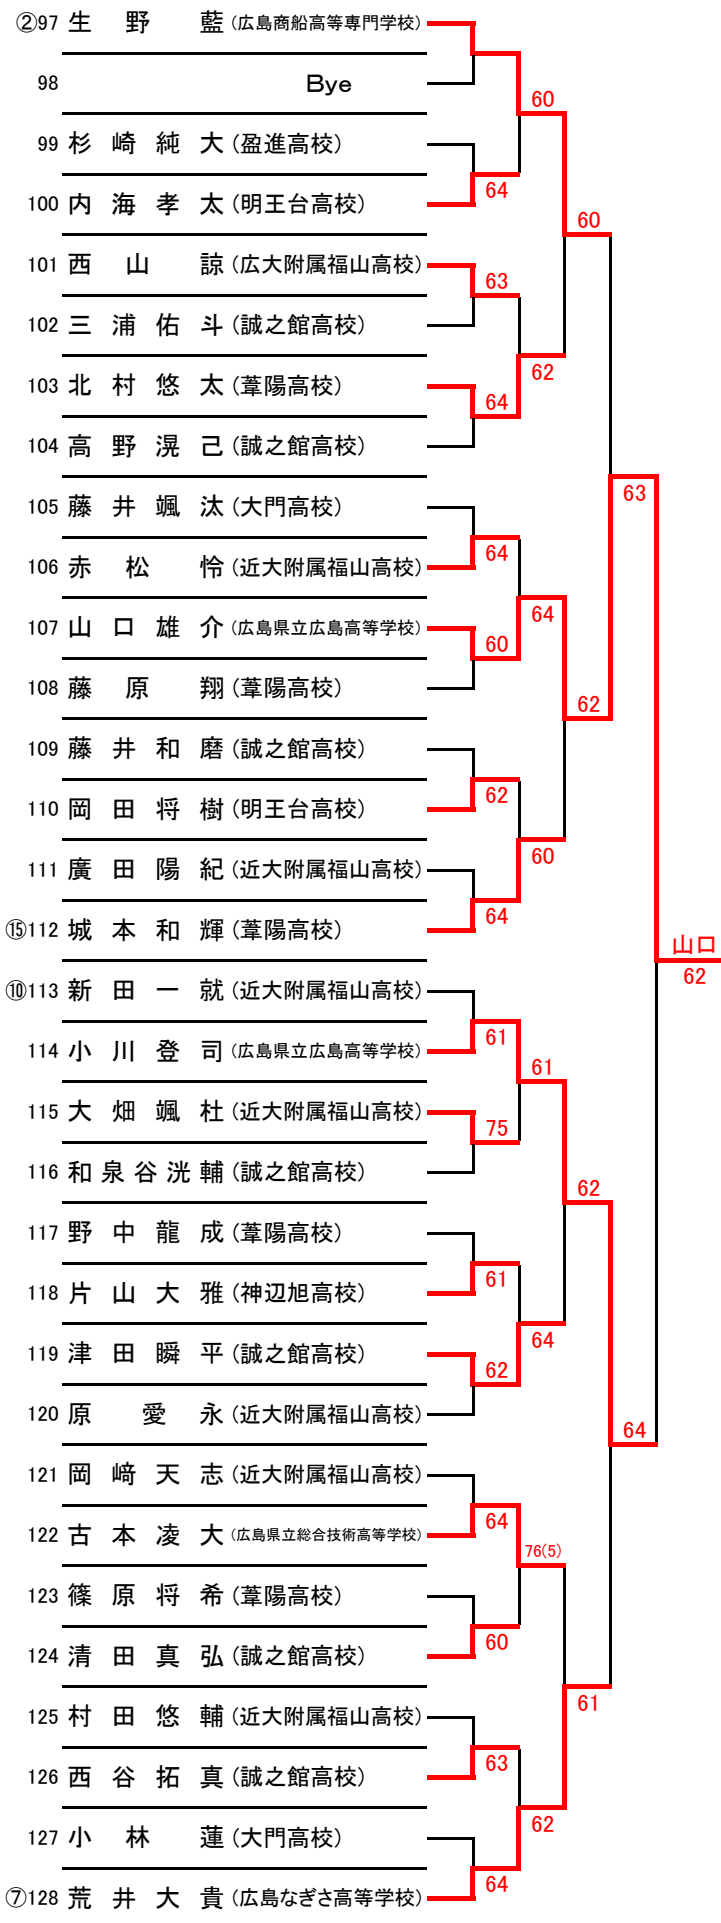 ②97 生野 藍 (広島商船高等専門学校)
98 Bye
60
99 杉崎純大 (盈進高校)
64
100 内海孝太 (明王台高校)
60
101 西山 諒 (広大附属福山高校)
63
102 三浦佑斗 (誠之館高校)
62
103 北村悠太 (葦陽高校)
64
104 高野滉己 (誠之館高校)
63
105 藤井颯汰 (大門高校)
64
106 赤松 怜 (近大附属福山高校)
64
107 山口雄介 (広島県立広島高等学校)
60
108 藤原 翔 (葦陽高校)
62
109 藤井和磨 (誠之館高校)
62
110 岡田将樹 (明王台高校)
60
111 廣田陽紀 (近大附属福山高校)
64
⑮112 城本和輝 (葦陽高校)
山口
62
⑩113 新田一就 (近大附属福山高校)
61
114 小川登司 (広島県立広島高等学校)
61
115 大畑颯杜 (近大附属福山高校)
75
116 和泉谷洸輔 (誠之館高校)
62
117 野中龍成 (葦陽高校)
61
118 片山大雅 (神辺旭高校)
64
119 津田瞬平 (誠之館高校)
62
120 原 愛永 (近大附属福山高校)
64
121 岡﨑天志 (近大附属福山高校)
64
122 古本凌大 (広島県立総合技術高等学校)
76(5)
123 篠原将希 (葦陽高校)
60
124 清田真弘 (誠之館高校)
61
125 村田悠輔 (近大附属福山高校)
63
126 西谷拓真 (誠之館高校)
62
127 小林 蓮 (大門高校)
64
⑦128 荒井大貴 (広島なぎさ高等学校)